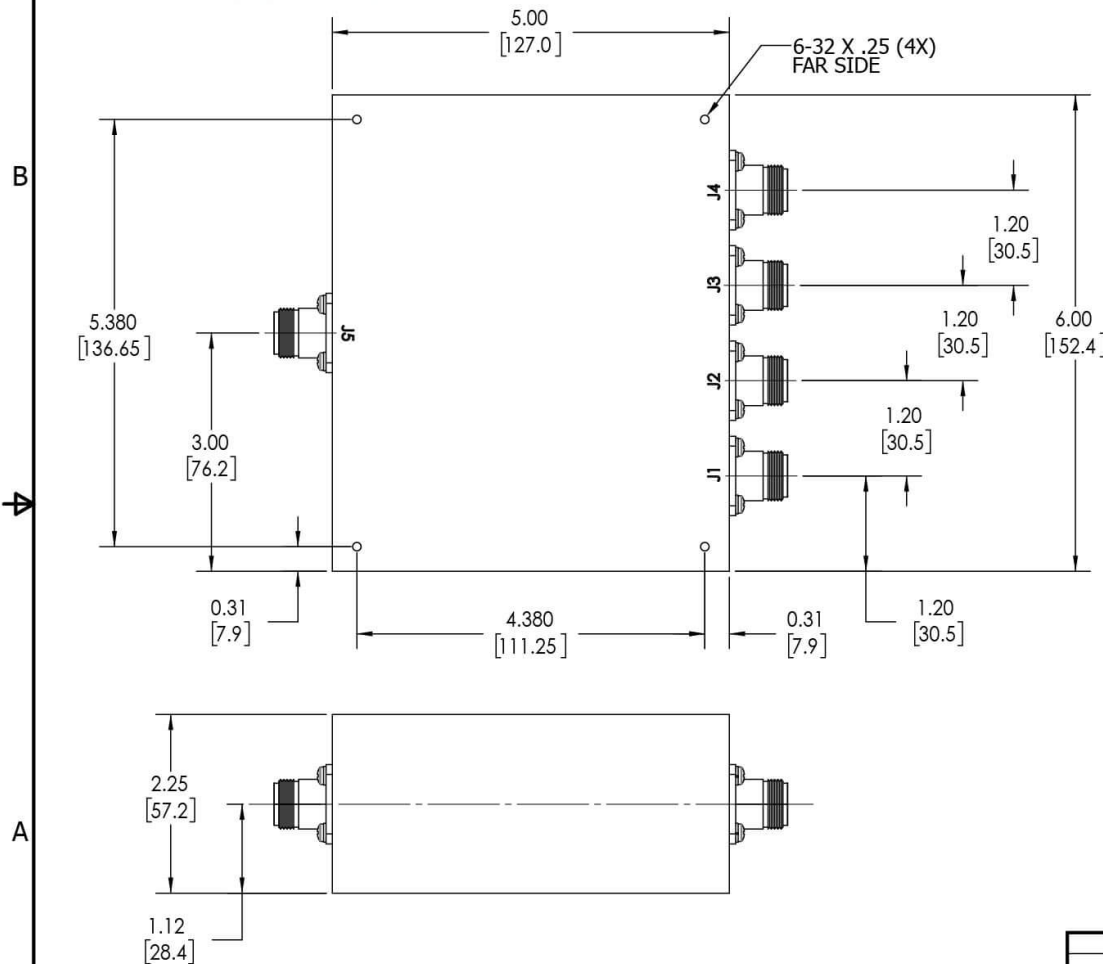 5.00
[127.0]
6-32 X .25 (4X)
FAR SIDE
B
J4
1.20
[30.5]
J3
5.380
[136.65]
J5
1.20
[30.5]
6.00
[152.4]
J2
3.00
[76.2]
1.20
[30.5]
J1
0.31
[7.9]
4.380
[111.25]
0.31
[7.9]
1.20
[30.5]
2.25
[57.2]
A
1.12
[28.4]